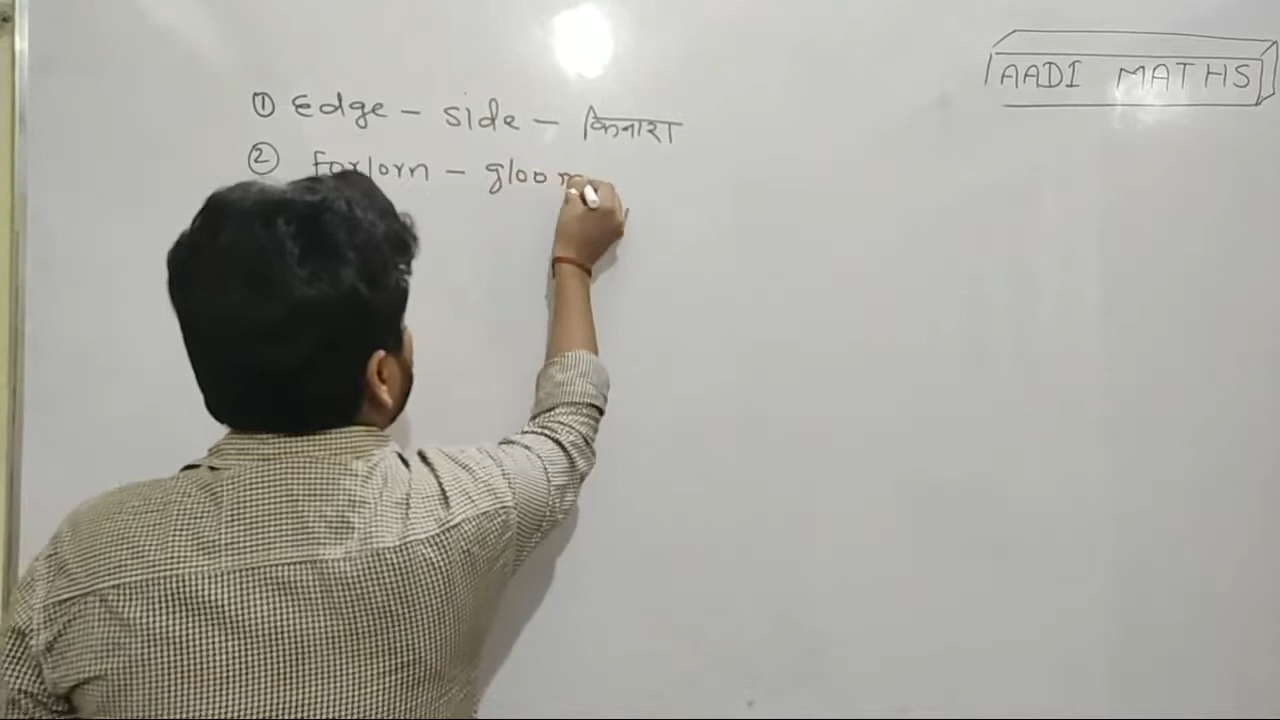 AADI MATHS
① Edge - side - किनारा
② Forlorn - gloom